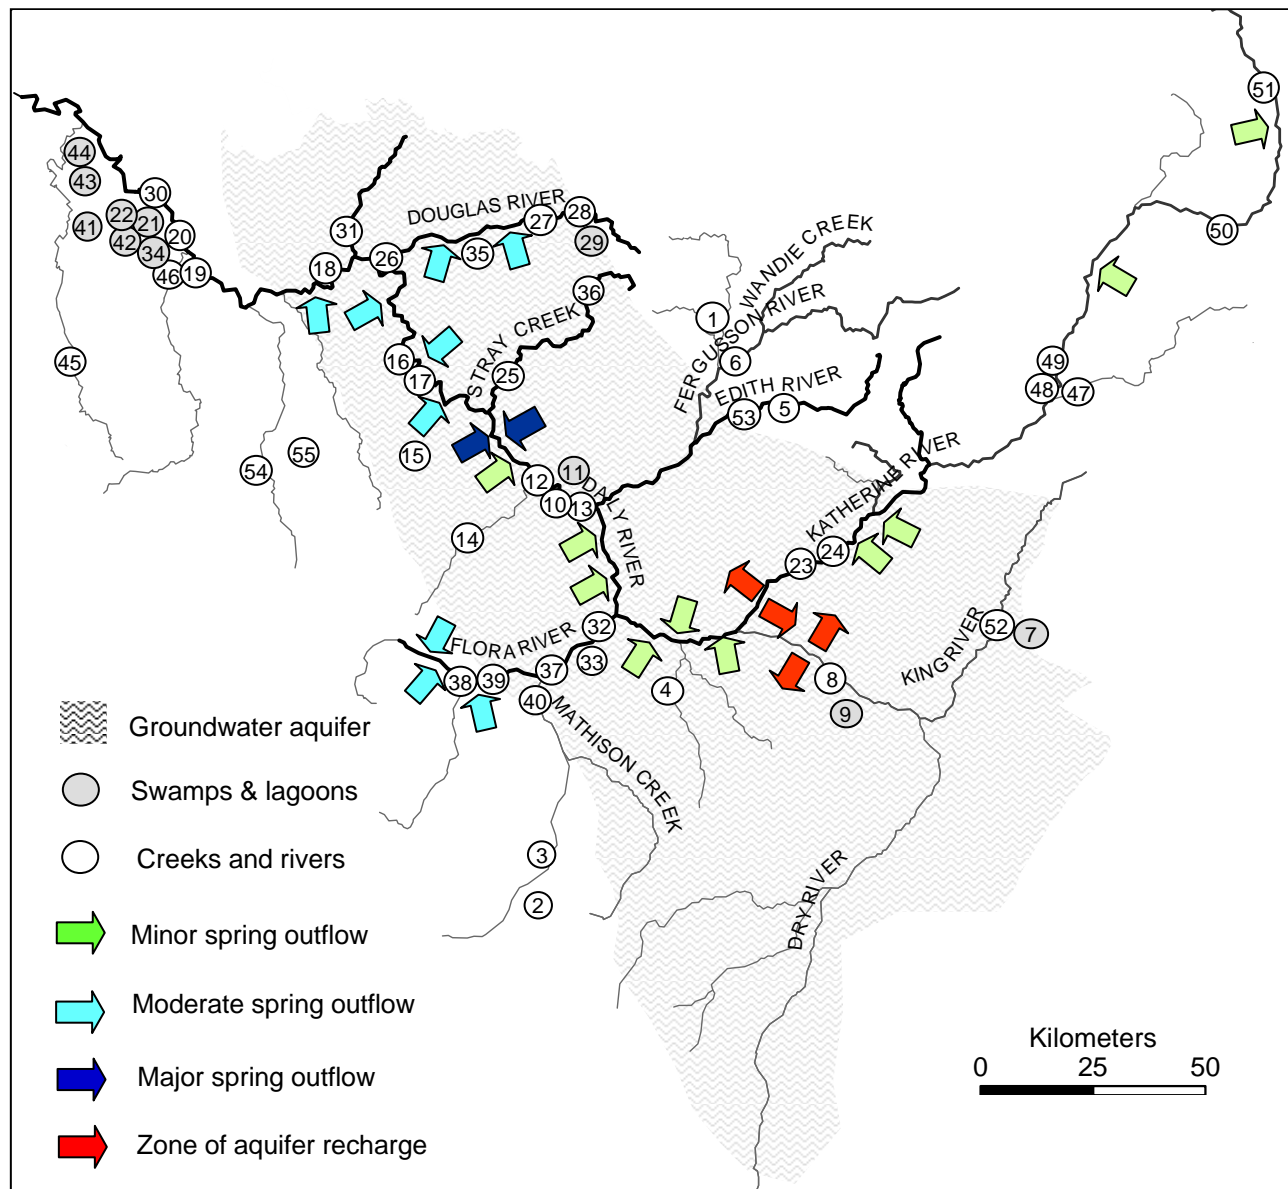 51
44
43
30
22
21
41
42
34
20
46
19
31
18
26
DOUGLAS RIVER
27
28
29
35
36
50
WANDIE CREEK
1
FERGUSSON RIVER
6
EDITH RIVER
53
5
49
48
47
45
16
17
STRAY CREEK
25
15
54
55
11
12
10
13
DALY RIVER
14
KATHERINE RIVER
23
24
32
FLORA RIVER
33
37
38
39
40
MATHISON CREEK
4
8
9
KING RIVER
52
7
3
2
DRY RIVER
Groundwater aquifer
Swamps & lagoons
Creeks and rivers
Minor spring outflow
Moderate spring outflow
Major spring outflow
Zone of aquifer recharge
Kilometers
0 25 50